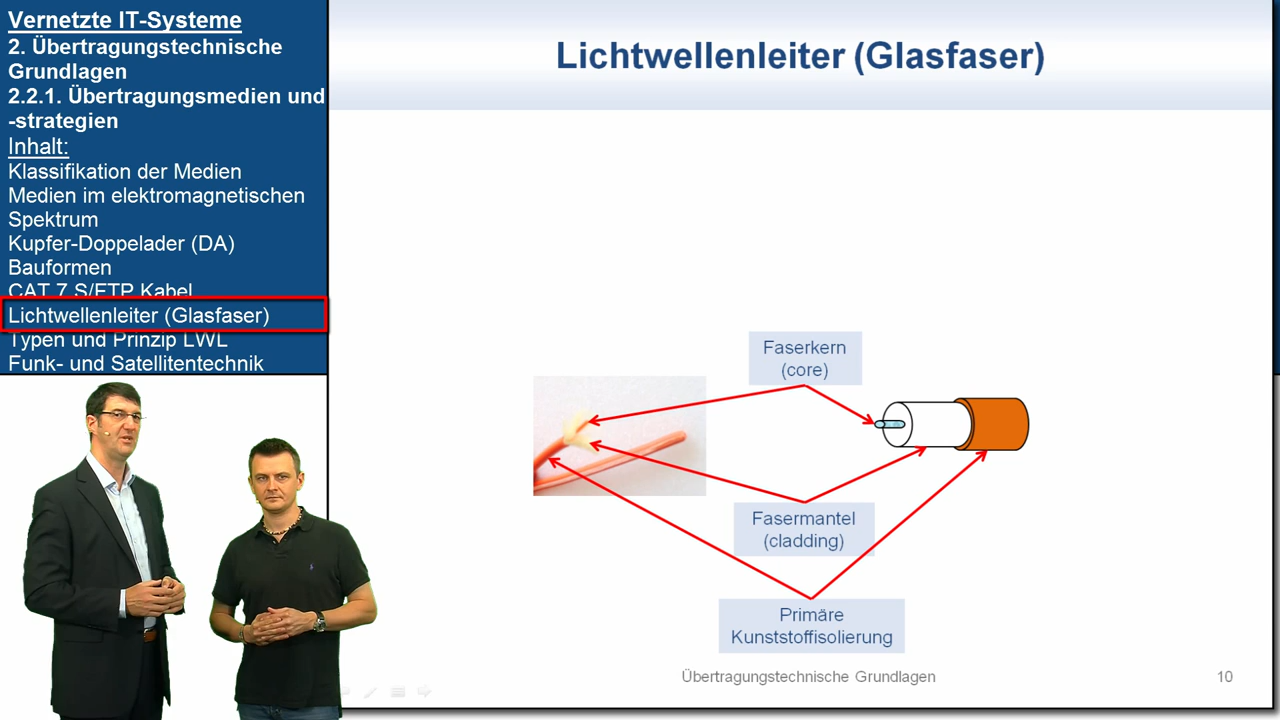 Vernetzte IT-Systeme
2. Übertragungstechnische
Grundlagen
2.2.1. Übertragungsmedien und
-strategien
Inhalt:
Klassifikation der Medien
Medien im elektromagnetischen
Spektrum
Kupfer-Doppelader (DA)
Bauformen
CAT 7 S/FTP Kabel
Lichtwellenleiter (Glasfaser)
Typen und Prinzip LWL
Funk- und Satellitentechnik
Lichtwellenleiter (Glasfaser)
Faserkern
(core)
Fasermantel
(cladding)
Primäre
Kunststoffisolierung
Übertragungstechnische Grundlagen
10